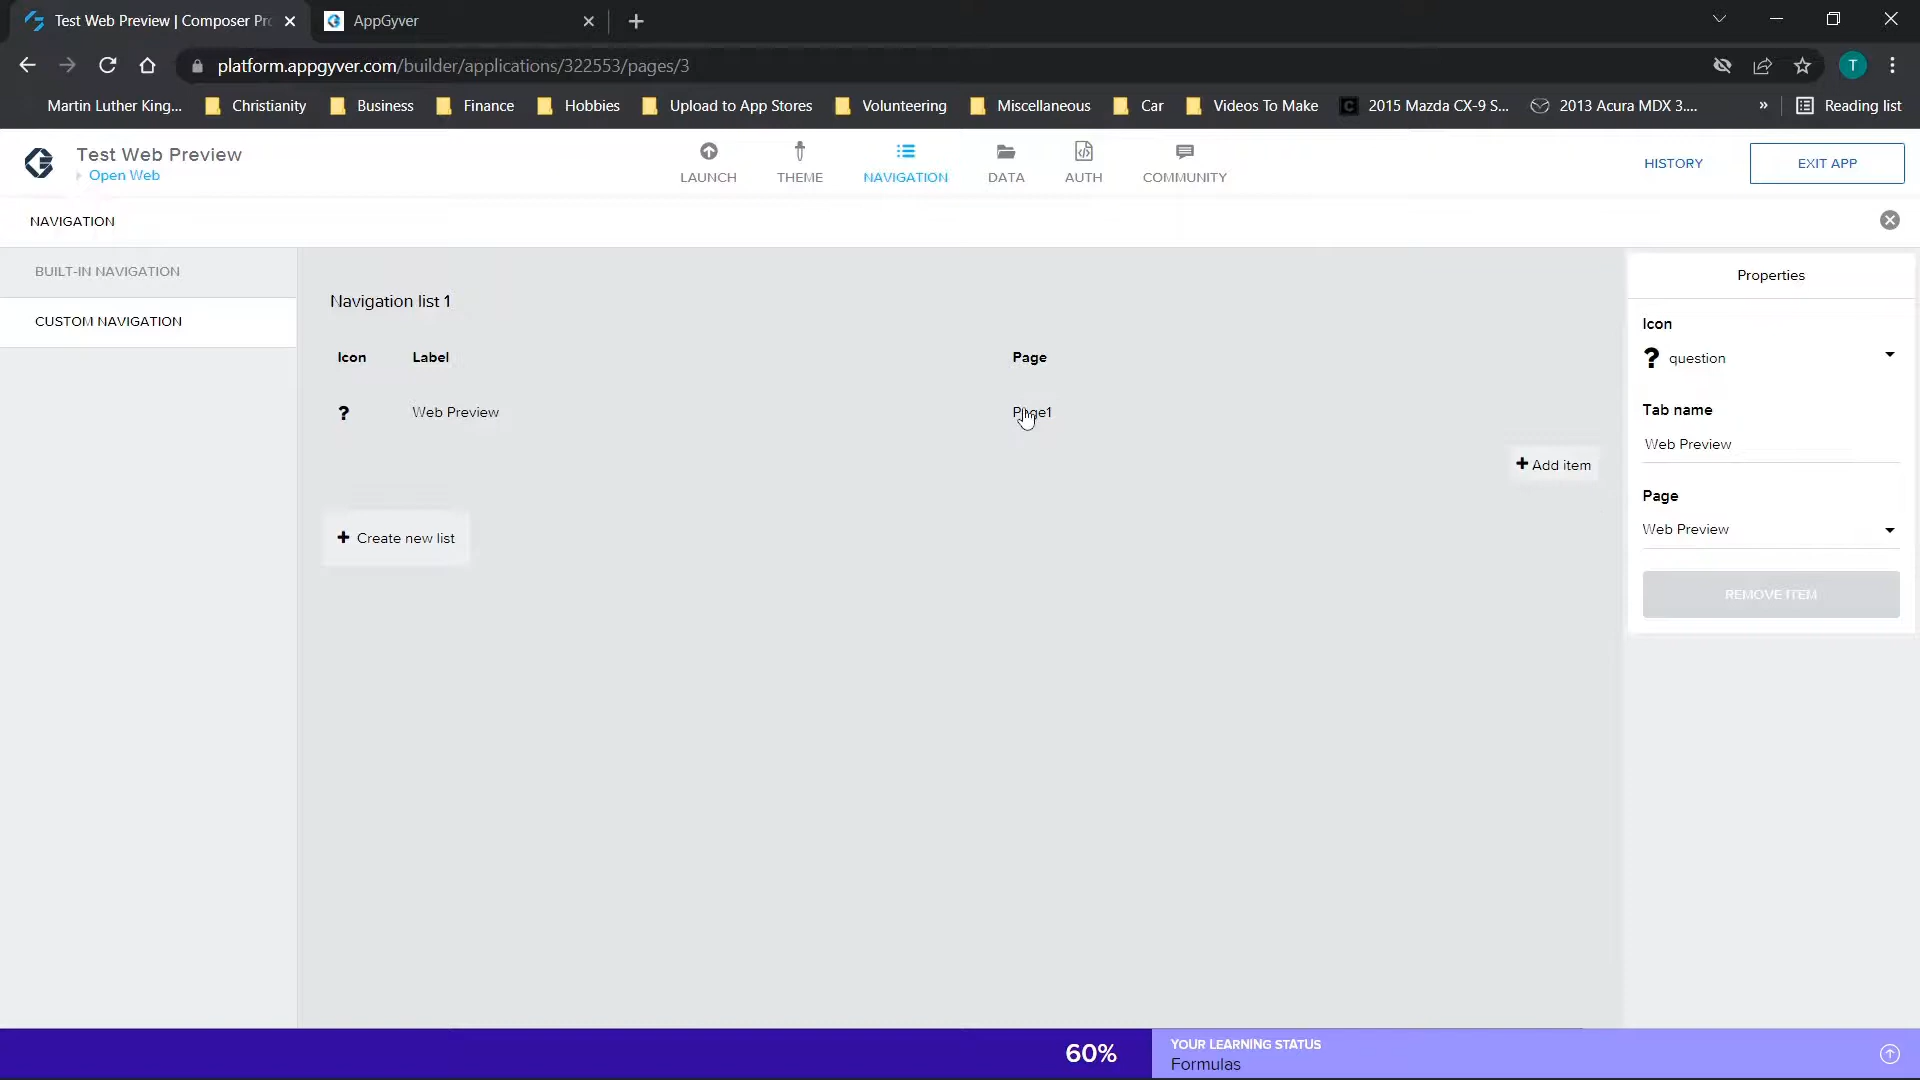 Test Web Preview | Composer Pr
AppGyver
platform.appgyver.com/builder/applications/322553/pages/3
T
Martin Luther King...
Christianity
Business
Finance
Hobbies
Upload to App Stores
Volunteering
Miscellaneous
Car
Videos To Make
2015 Mazda CX-9 S...
2013 Acura MDX 3....
»
Reading list
Test Web Preview
Open Web
LAUNCH
THEME
NAVIGATION
DATA
AUTH
COMMUNITY
HISTORY
EXIT APP
NAVIGATION
BUILT-IN NAVIGATION
CUSTOM NAVIGATION
Navigation list 1
Icon
Label
Page
?
Web Preview
Page1
+ Add item
+ Create new list
Properties
Icon
? question
Tab name
Web Preview
Page
Web Preview
REMOVE ITEM
60%
YOUR LEARNING STATUS
Formulas